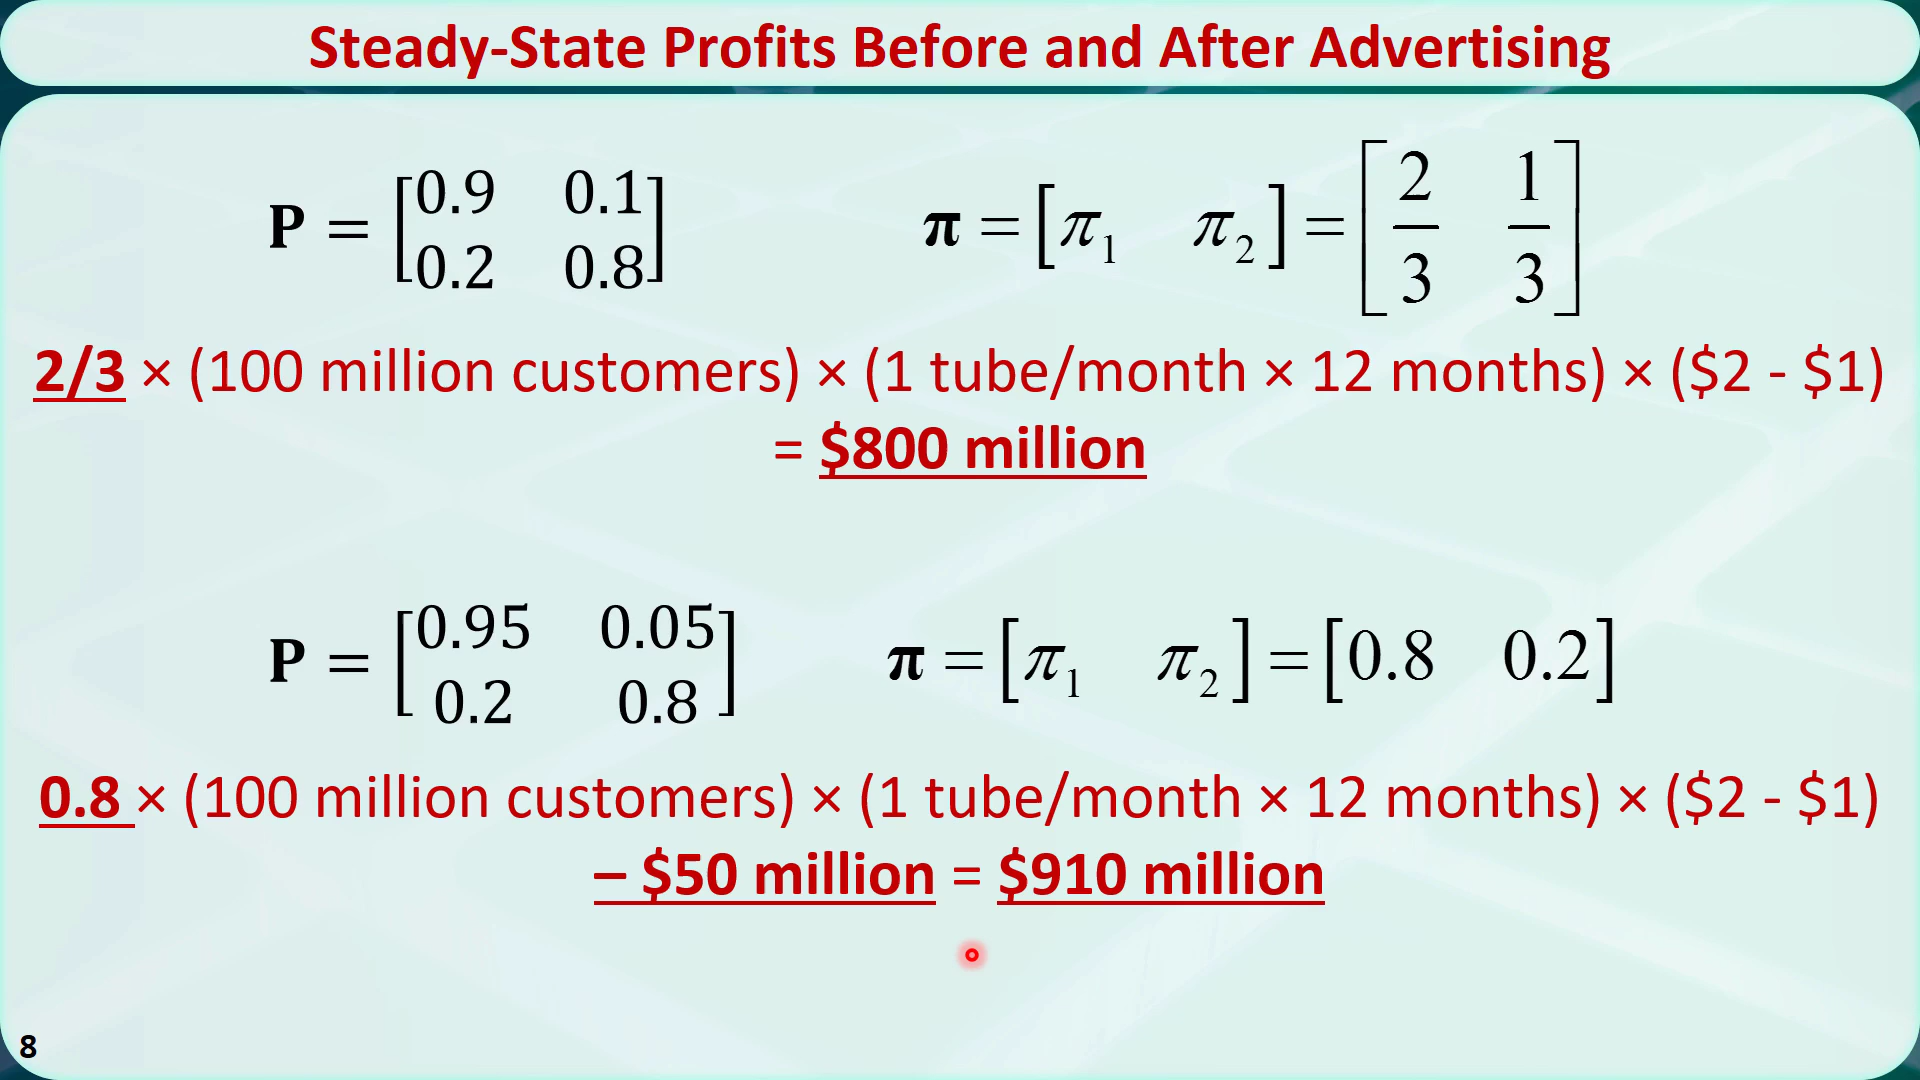 Steady-State Profits Before and After Advertising
P = [0.9 0.1
0.2 0.8]
π = [π₁ π₂] = [2/3 1/3]
2/3 × (100 million customers) × (1 tube/month × 12 months) × ($2 - $1)
= $800 million
P = [0.95 0.05
0.2 0.8]
π = [π₁ π₂] = [0.8 0.2]
0.8 × (100 million customers) × (1 tube/month × 12 months) × ($2 - $1)
– $50 million = $910 million
8